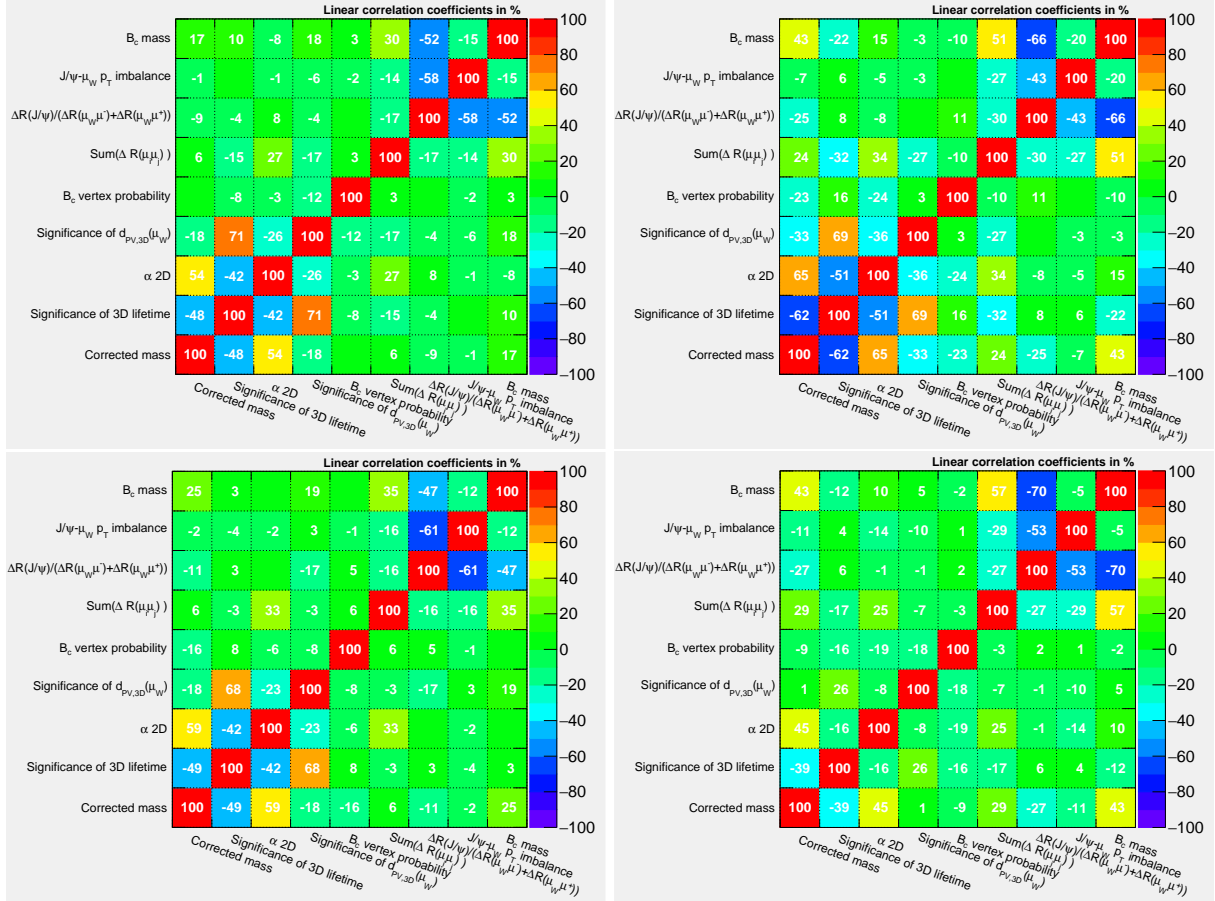 Linear correlation coefficients in %
B_c mass 17 10 -8 18 3 30 -52 -15 100
J/ψ-μ_W p_T imbalance -1 -1 -6 -2 -14 -58 100 -15
ΔR(J/ψ)/(ΔR(μ_Wμ⁻)+ΔR(μ_Wμ⁺)) -9 -4 8 -4 -17 100 -58 -52
Sum(Δ R(μ_iμ_j) ) 6 -15 27 -17 3 100 -17 -14 30
B_c vertex probability -8 -3 -12 100 3 -2 3
Significance of d_PV,3D(μ_W) -18 71 -26 100 -12 -17 -4 -6 18
α 2D 54 -42 100 -26 -3 27 8 -1 -8
Significance of 3D lifetime -48 100 -42 71 -8 -15 -4 10
Corrected mass 100 -48 54 -18 6 -9 -1 17
Corrected mass
Significance of 3D lifetime
α 2D
Significance of d_PV,3D(μ_W)
B_c vertex probability
Sum(Δ R(μ_iμ_j) )
ΔR(J/ψ)/(ΔR(μ_Wμ⁻)+ΔR(μ_Wμ⁺))
J/ψ-μ_W p_T imbalance
B_c mass
100
80
60
40
20
0
−20
−40
−60
−80
−100
Linear correlation coefficients in %
B_c mass 43 -22 15 -3 -10 51 -66 -20 100
J/ψ-μ_W p_T imbalance -7 6 -5 -3 -27 -43 100 -20
ΔR(J/ψ)/(ΔR(μ_Wμ⁻)+ΔR(μ_Wμ⁺)) -25 8 -8 11 -30 100 -43 -66
Sum(Δ R(μ_iμ_j) ) 24 -32 34 -27 -10 100 -30 -27 51
B_c vertex probability -23 16 -24 3 100 -10 11 -10
Significance of d_PV,3D(μ_W) -33 69 -36 100 3 -27 -3 -3
α 2D 65 -51 100 -36 -24 34 -8 -5 15
Significance of 3D lifetime -62 100 -51 69 16 -32 8 6 -22
Corrected mass 100 -62 65 -33 -23 24 -25 -7 43
Corrected mass
Significance of 3D lifetime
α 2D
Significance of d_PV,3D(μ_W)
B_c vertex probability
Sum(Δ R(μ_iμ_j) )
ΔR(J/ψ)/(ΔR(μ_Wμ⁻)+ΔR(μ_Wμ⁺))
J/ψ-μ_W p_T imbalance
B_c mass
100
80
60
40
20
0
−20
−40
−60
−80
−100
Linear correlation coefficients in %
B_c mass 25 3 19 35 -47 -12 100
J/ψ-μ_W p_T imbalance -2 -4 -2 3 -1 -16 -61 100 -12
ΔR(J/ψ)/(ΔR(μ_Wμ⁻)+ΔR(μ_Wμ⁺)) -11 3 -17 5 -16 100 -61 -47
Sum(Δ R(μ_iμ_j) ) 6 -3 33 -3 6 100 -16 -16 35
B_c vertex probability -16 8 -6 -8 100 6 5 -1
Significance of d_PV,3D(μ_W) -18 68 -23 100 -8 -3 -17 3 19
α 2D 59 -42 100 -23 -6 33 -2
Significance of 3D lifetime -49 100 -42 68 8 -3 3 -4 3
Corrected mass 100 -49 59 -18 -16 6 -11 -2 25
Corrected mass
Significance of 3D lifetime
α 2D
Significance of d_PV,3D(μ_W)
B_c vertex probability
Sum(Δ R(μ_iμ_j) )
ΔR(J/ψ)/(ΔR(μ_Wμ⁻)+ΔR(μ_Wμ⁺))
J/ψ-μ_W p_T imbalance
B_c mass
100
80
60
40
20
0
−20
−40
−60
−80
−100
Linear correlation coefficients in %
B_c mass 43 -12 10 5 -2 57 -70 -5 100
J/ψ-μ_W p_T imbalance -11 4 -14 -10 1 -29 -53 100 -5
ΔR(J/ψ)/(ΔR(μ_Wμ⁻)+ΔR(μ_Wμ⁺)) -27 6 -1 -1 2 -27 100 -53 -70
Sum(Δ R(μ_iμ_j) ) 29 -17 25 -7 -3 100 -27 -29 57
B_c vertex probability -9 -16 -19 -18 100 -3 2 1 -2
Significance of d_PV,3D(μ_W) 1 26 -8 100 -18 -7 -1 -10 5
α 2D 45 -16 100 -8 -19 25 -1 -14 10
Significance of 3D lifetime -39 100 -16 26 -16 -17 6 4 -12
Corrected mass 100 -39 45 1 -9 29 -27 -11 43
Corrected mass
Significance of 3D lifetime
α 2D
Significance of d_PV,3D(μ_W)
B_c vertex probability
Sum(Δ R(μ_iμ_j) )
ΔR(J/ψ)/(ΔR(μ_Wμ⁻)+ΔR(μ_Wμ⁺))
J/ψ-μ_W p_T imbalance
B_c mass
100
80
60
40
20
0
−20
−40
−60
−80
−100